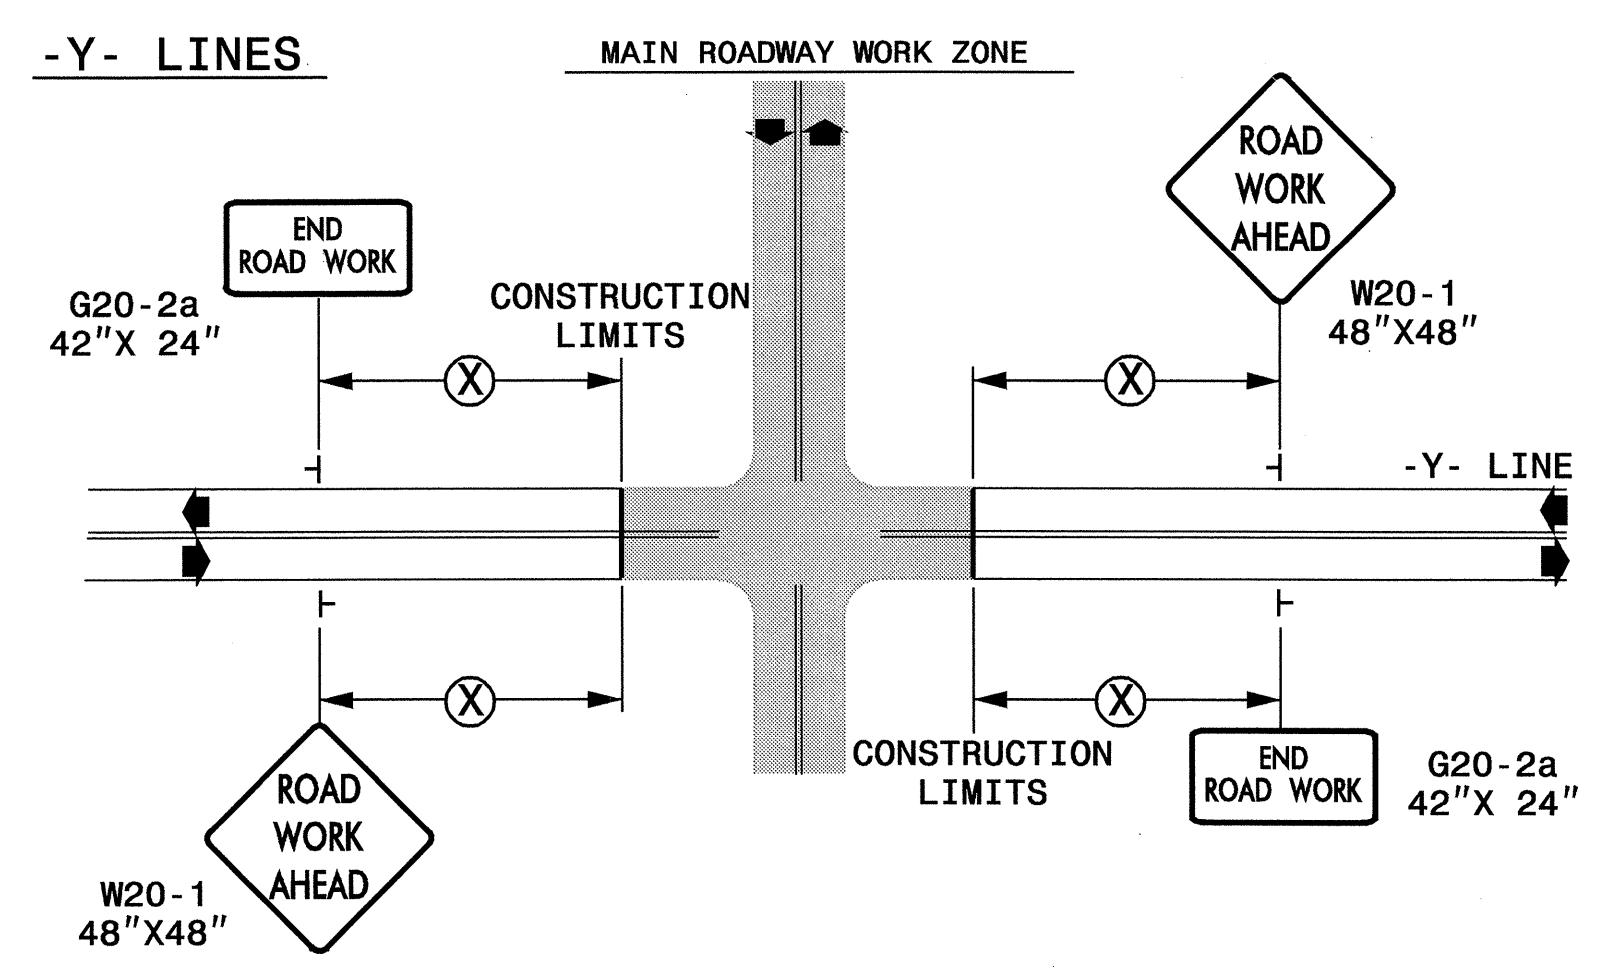 -Y- LINES
MAIN ROADWAY WORK ZONE
ROAD
WORK
AHEAD
END
ROAD WORK
G20-2a
42"X 24"
CONSTRUCTION
LIMITS
W20-1
48"X48"
X
X
-Y- LINE
X
X
CONSTRUCTION
LIMITS
END
ROAD WORK
G20-2a
42"X 24"
ROAD
WORK
AHEAD
W20-1
48"X48"